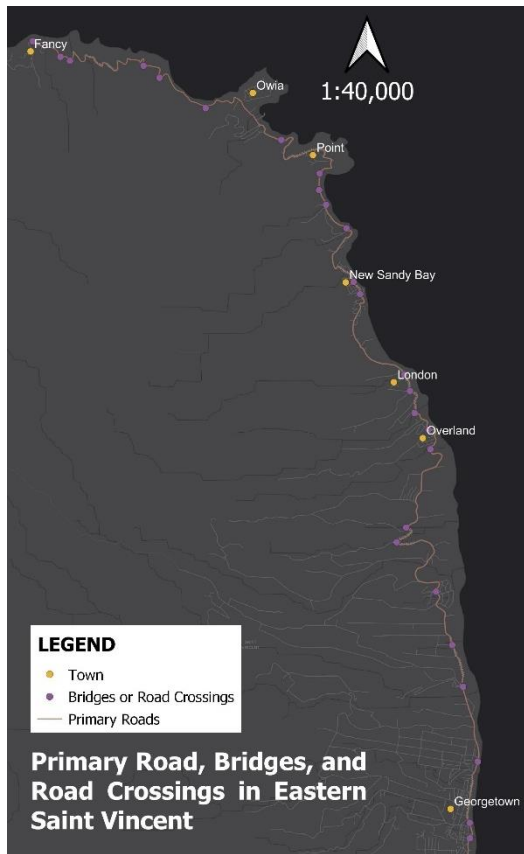 Fancy
Owia
1:40,000
Point
New Sandy Bay
London
Overland
LEGEND
Town
Bridges or Road Crossings
Primary Roads
Primary Road, Bridges, and
Road Crossings in Eastern
Saint Vincent
Georgetown